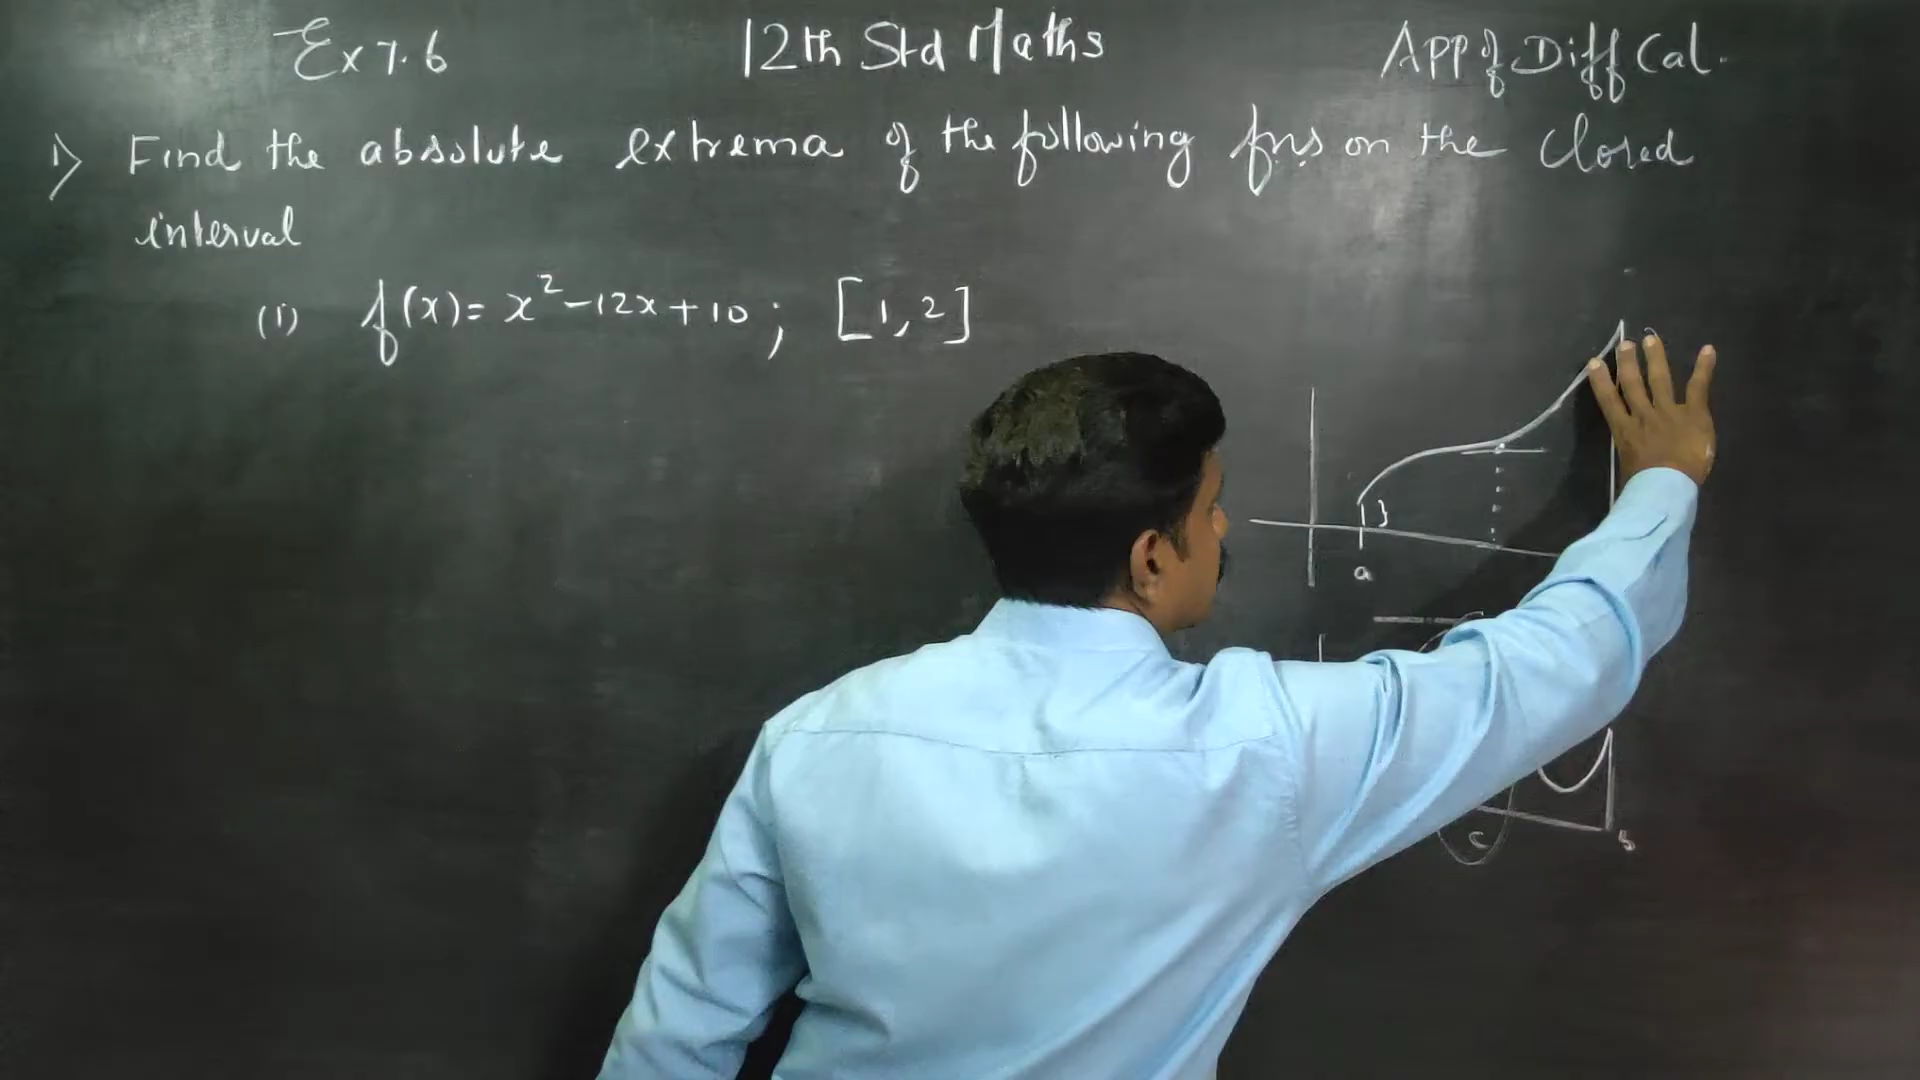 Ex 7.6 12th Std Maths APP of Diff Cal.
1) Find the absolute extrema of the following fns on the closed
interval
(i) f(x) = x² - 12x + 10 ; [1, 2]
a
c
b